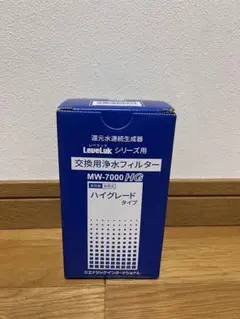 還元水連続生成器
レベラック
LeveLuk シリーズ用
交換用浄水フィルター
MW-7000 HG
ハイグレード
タイプ
エナジックインターナショナル